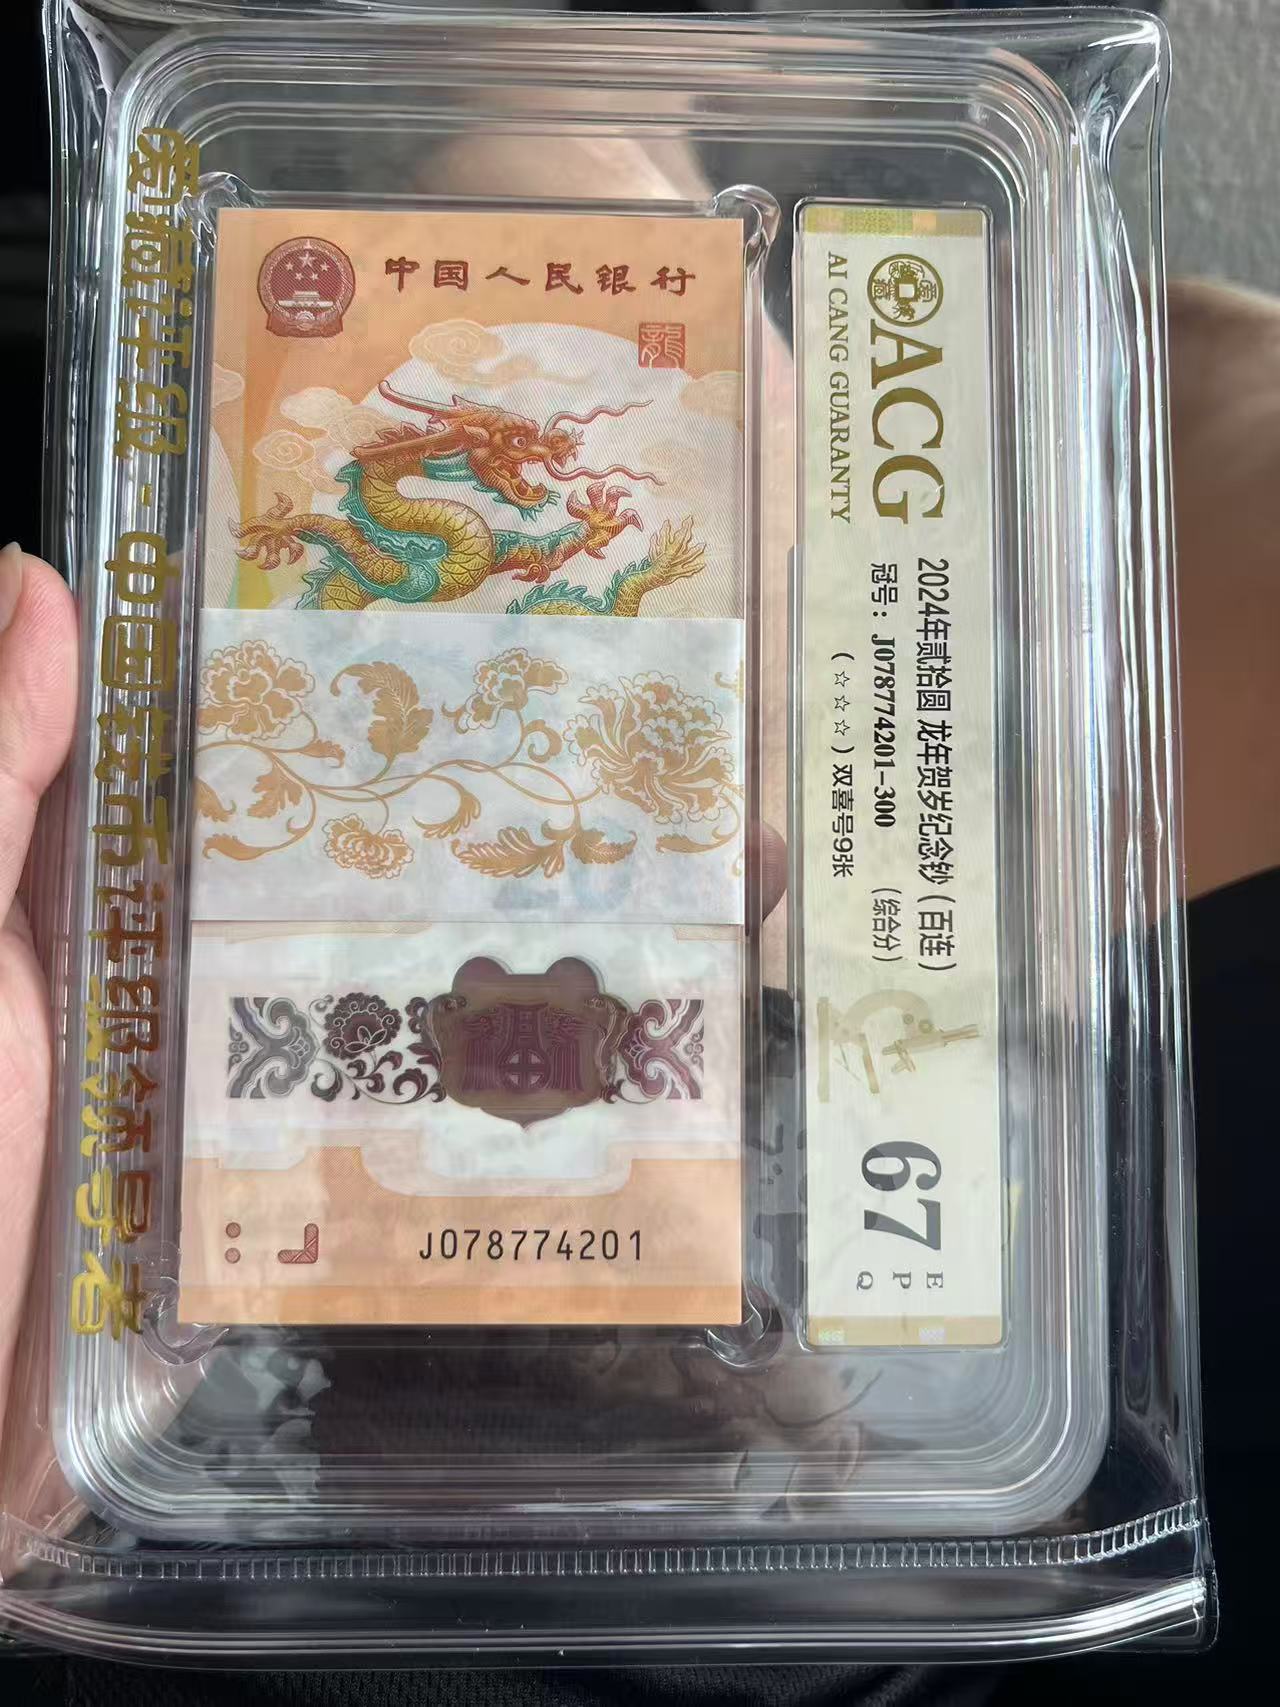 爱藏评级-中国钱币评级领导者
中国人民银行
龍
J078774201
ACG
AI CANG GUARANTY
2024年贰拾圆 龙年贺岁纪念钞（百连）
冠号：J078774201-300 （综合分）
（☆☆☆）双喜号9张
67
E
P
Q